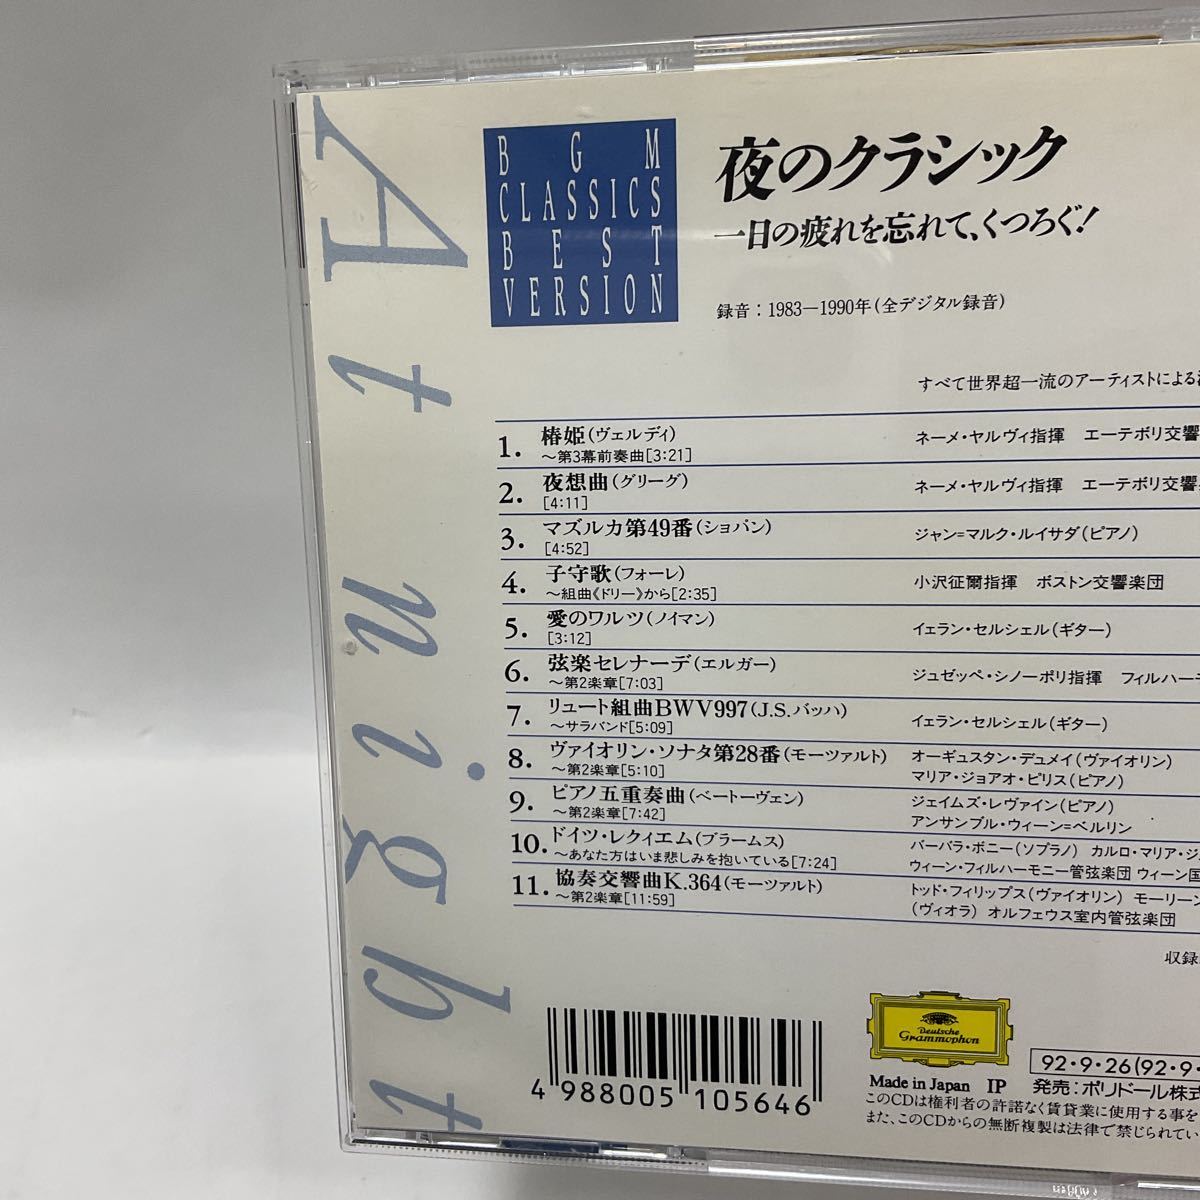 At night
B G M
CLASSICS
B E S T
VERSION
夜のクラシック
一日の疲れを忘れて、くつろぐ!
録音：1983—1990年(全デジタル録音)
すべて世界超一流のアーティストによる
1. 椿姫(ヴェルディ)
～第3幕前奏曲[3:21]
ネーメ・ヤルヴィ指揮 エーテボリ交響
2. 夜想曲(グリーグ)
[4:11]
ネーメ・ヤルヴィ指揮 エーテボリ交響
3. マズルカ第49番(ショパン)
[4:52]
ジャン=マルク・ルイサダ(ピアノ)
4. 子守歌(フォーレ)
～組曲《ドリー》から[2:35]
小沢征爾指揮 ボストン交響楽団
5. 愛のワルツ(ノイマン)
[3:12]
イェラン・セルシェル(ギター)
6. 弦楽セレナーデ(エルガー)
～第2楽章[7:03]
ジュゼッペ・シノーポリ指揮 フィルハーモ
7. リュート組曲BWV997(J.S.バッハ)
～サラバンド[5:09]
イェラン・セルシェル(ギター)
8. ヴァイオリン・ソナタ第28番(モーツァルト)
～第2楽章[5:10]
オーギュスタン・デュメイ(ヴァイオリン)
マリア・ジョアオ・ピリス(ピアノ)
9. ピアノ五重奏曲(ベートーヴェン)
～第2楽章[7:42]
ジェイムズ・レヴァイン(ピアノ)
アンサンブル・ウィーン=ベルリン
10. ドイツ・レクィエム(ブラームス)
～あなた方はいま悲しみを抱いている[7:24]
バーバラ・ボニー(ソプラノ) カルロ・マリア・ジ
ウィーン・フィルハーモニー管弦楽団 ウィーン国
11. 協奏交響曲K.364(モーツァルト)
～第2楽章[11:59]
トッド・フィリップス(ヴァイオリン) モーリーン
(ヴィオラ) オルフェウス室内管弦楽団
収録
4 988005 105646
Deutsche
Grammophon
Made in Japan IP
92・9・26(92・9・
発売：ポリドール株式
このCDは権利者の許諾なく賃貸業に使用する事を
また、このCDからの無断複製は法律で禁じられてい